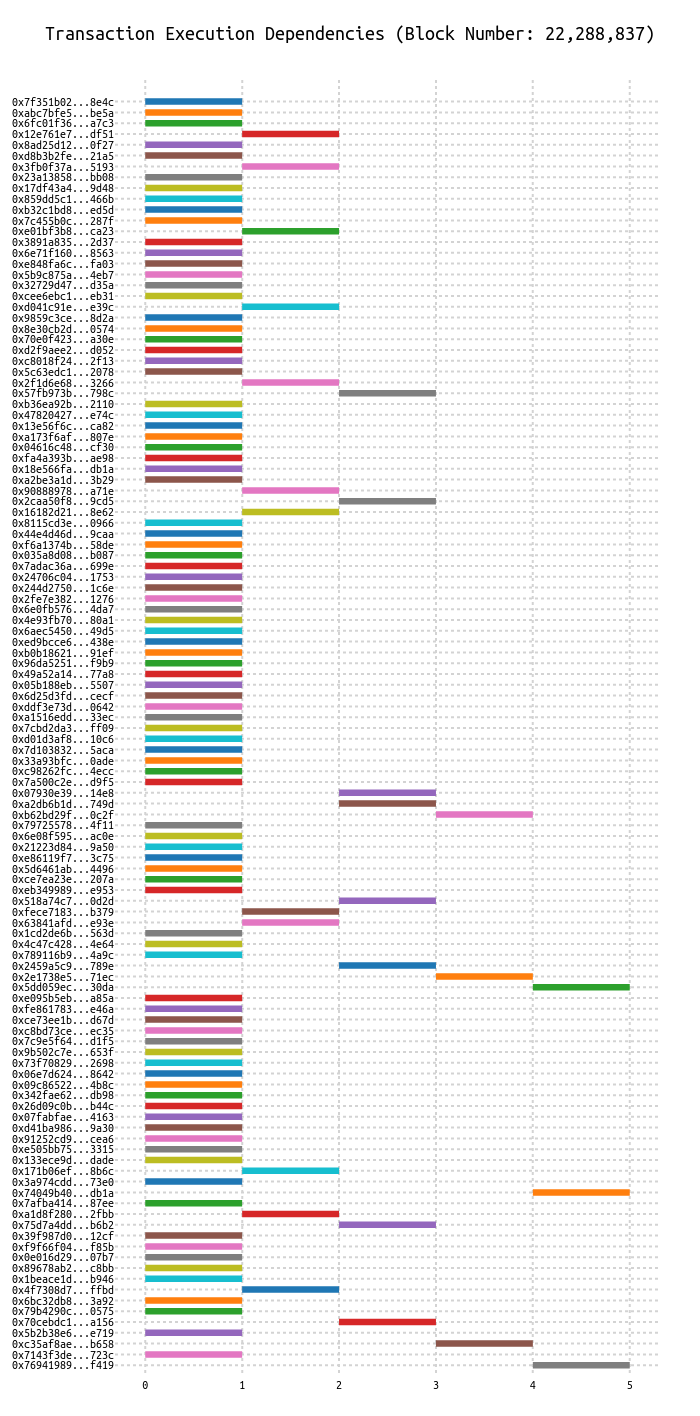 Transaction Execution Dependencies (Block Number: 22,288,837)
0x7f351b02...8e4c
0xabc7bfe5...be5a
0x6fc01f36...a7c3
0x12e761e7...df51
0x8ad25d12...0f27
0xd8b3b2fe...21a5
0x3fb0f37a...5193
0x23a13858...bb08
0x17df43a4...9d48
0x859dd5c1...466b
0xb32c1bd8...ed5d
0x7c455b0c...287f
0xe01bf3b8...ca23
0x3891a835...2d37
0x6e71f160...8563
0xe848fa6c...fa03
0x5b9c875a...4eb7
0x32729d47...d35a
0xcee6ebc1...eb31
0xd041c91e...e39c
0x9859c3ce...8d2a
0x8e30cb2d...0574
0x70e0f423...a30e
0xd2f9aee2...d052
0xc8018f24...2f13
0x5c63edc1...2078
0x2f1d6e68...3266
0x57fb973b...798c
0xb36ea92b...2110
0x47820427...e74c
0x13e56f6c...ca82
0xa173f6af...807e
0x04616c48...cf30
0xfa4a393b...ae98
0x18e566fa...db1a
0xa2be3a1d...3b29
0x90888978...a71e
0x2caa50f8...9cd5
0x16182d21...8e62
0x8115cd3e...0966
0x44e4d46d...9caa
0xf6a1374b...58de
0x035a8d08...b087
0x7adac36a...699e
0x24706c04...1753
0x244d2750...1c6e
0x2fe7e382...1276
0x6e0fb576...4da7
0x4e93fb70...80a1
0x6aec5450...49d5
0xed9bcce6...438e
0xb0b18621...91ef
0x96da5251...f9b9
0x49a52a14...77a8
0x05b188eb...5507
0x6d25d3fd...cecf
0xddf3e73d...0642
0xa1516edd...33ec
0x7cbd2da3...ff09
0xd01d3af8...10c6
0x7d103832...5aca
0x33a93bfc...0ade
0xc98262fc...4ecc
0x7a500c2e...d9f5
0x07930e39...14e8
0xa2db6b1d...749d
0xb62bd29f...0c2f
0x79725578...4f11
0x6e08f595...ac0e
0x21223d84...9a50
0xe86119f7...3c75
0x5d6461ab...4496
0xce7ea23e...207a
0xeb349989...e953
0x518a74c7...0d2d
0xfece7183...b379
0x63841afd...e93e
0x1cd2de6b...563d
0x4c47c428...4e64
0x789116b9...4a9c
0x2459a5c9...789e
0x2e1738e5...71ec
0x5dd059ec...30da
0xe095b5eb...a85a
0xfe861783...e46a
0xce73ee1b...d67d
0xc8bd73ce...ec35
0x7c9e5f64...d1f5
0x9b502c7e...653f
0x73f70829...2698
0x06e7d624...8642
0x09c86522...4b8c
0x342fae62...db98
0x26d09c0b...b44c
0x07fabfae...4163
0xd41ba986...9a30
0x91252cd9...cea6
0xe505bb75...3315
0x133ece9d...dade
0x171b06ef...8b6c
0x3a974cdd...73e0
0x74049b40...db1a
0x7afba414...87ee
0xa1d8f280...2fbb
0x75d7a4dd...b6b2
0x39f987d0...12cf
0xf9f66f04...f85b
0x0e016d29...07b7
0x89678ab2...c8bb
0x1beace1d...b946
0x4f7308d7...ffbd
0x6bc32db8...3a92
0x79b4290c...0575
0x70cebdc1...a156
0x5b2b38e6...e719
0xc35af8ae...b658
0x7143f3de...723c
0x76941989...f419
0 1 2 3 4 5